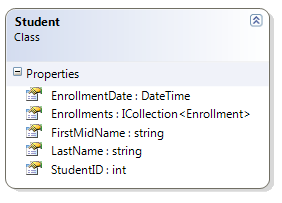 Student
Class
Properties
EnrollmentDate : DateTime
Enrollments : ICollection<Enrollment>
FirstMidName : string
LastName : string
StudentID : int